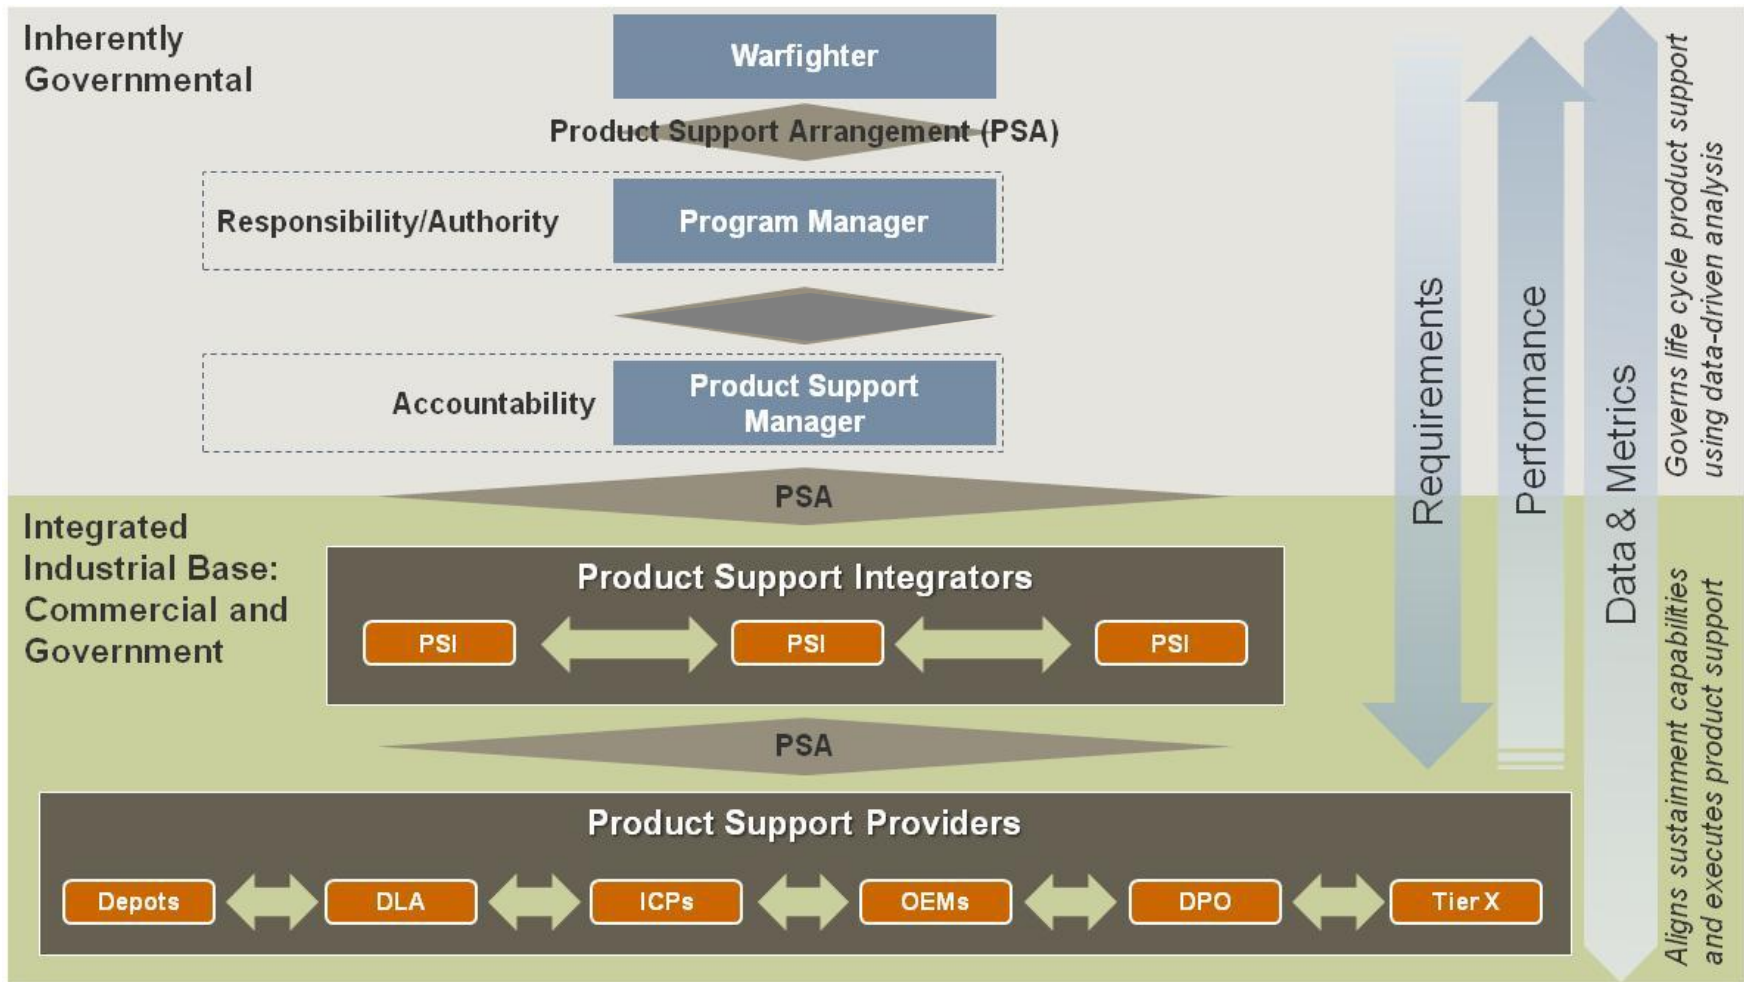 Inherently
Governmental
Warfighter
Product Support Arrangement (PSA)
Responsibility/Authority
Program Manager
Accountability
Product Support
Manager
PSA
Integrated
Industrial Base:
Commercial and
Government
Product Support Integrators
PSI
PSI
PSI
PSA
Product Support Providers
Depots
DLA
ICPs
OEMs
DPO
Tier X
Requirements
Performance
Data & Metrics
Governs life cycle product support
using data-driven analysis
Aligns sustainment capabilities
and executes product support